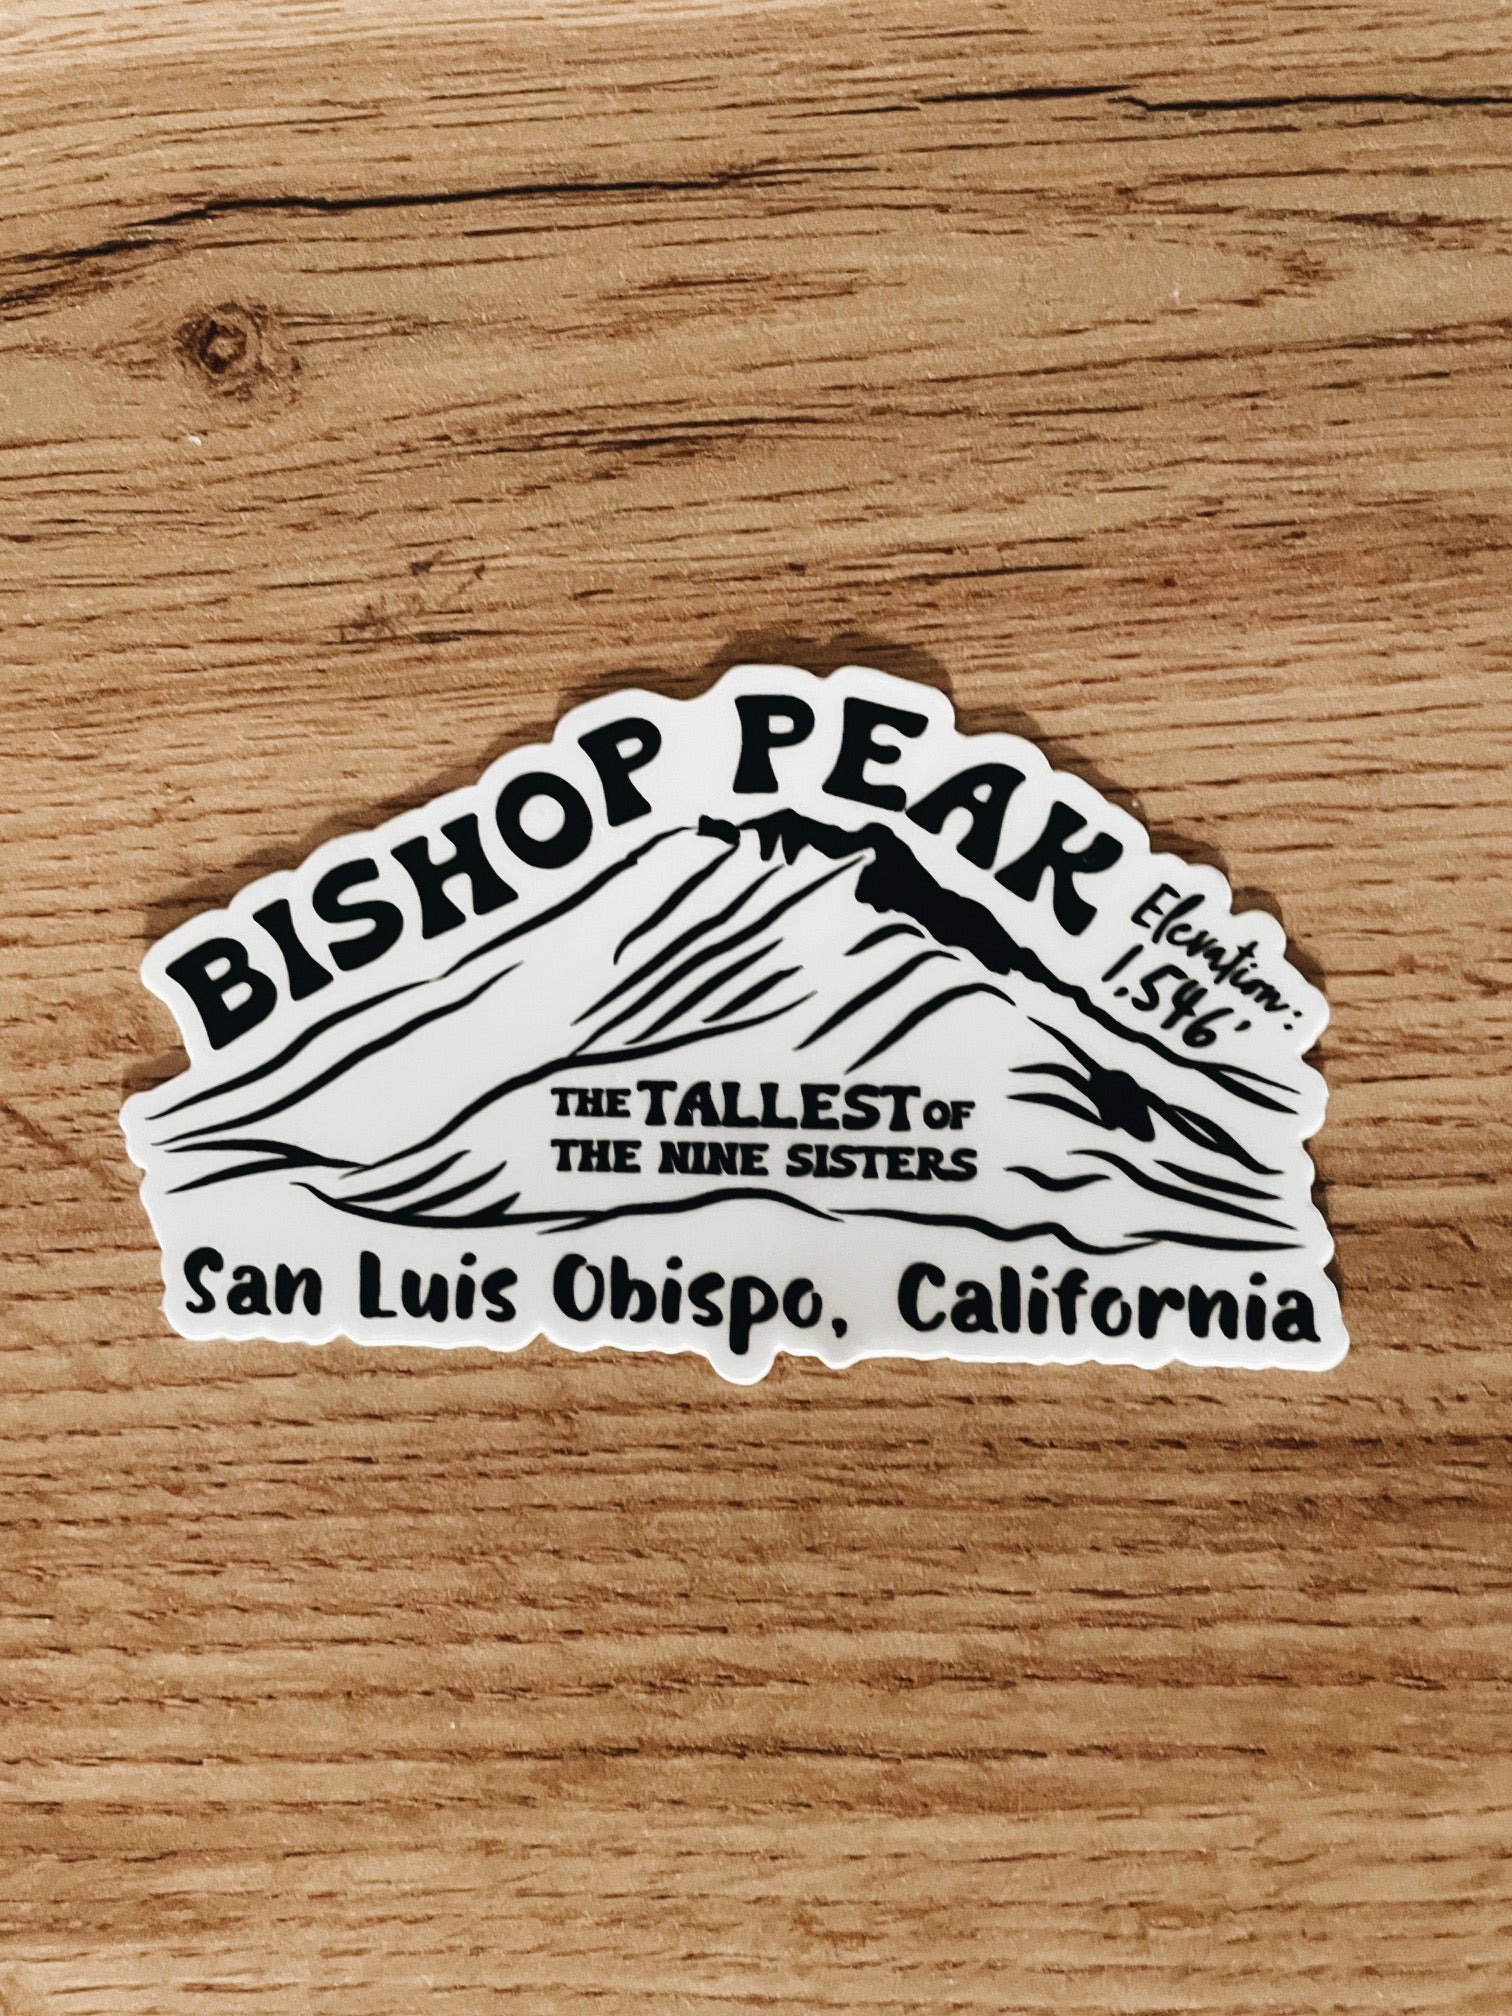 BISHOP PEAK
Elevation:
1,546'
THE TALLEST OF
THE NINE SISTERS
San Luis Obispo, California